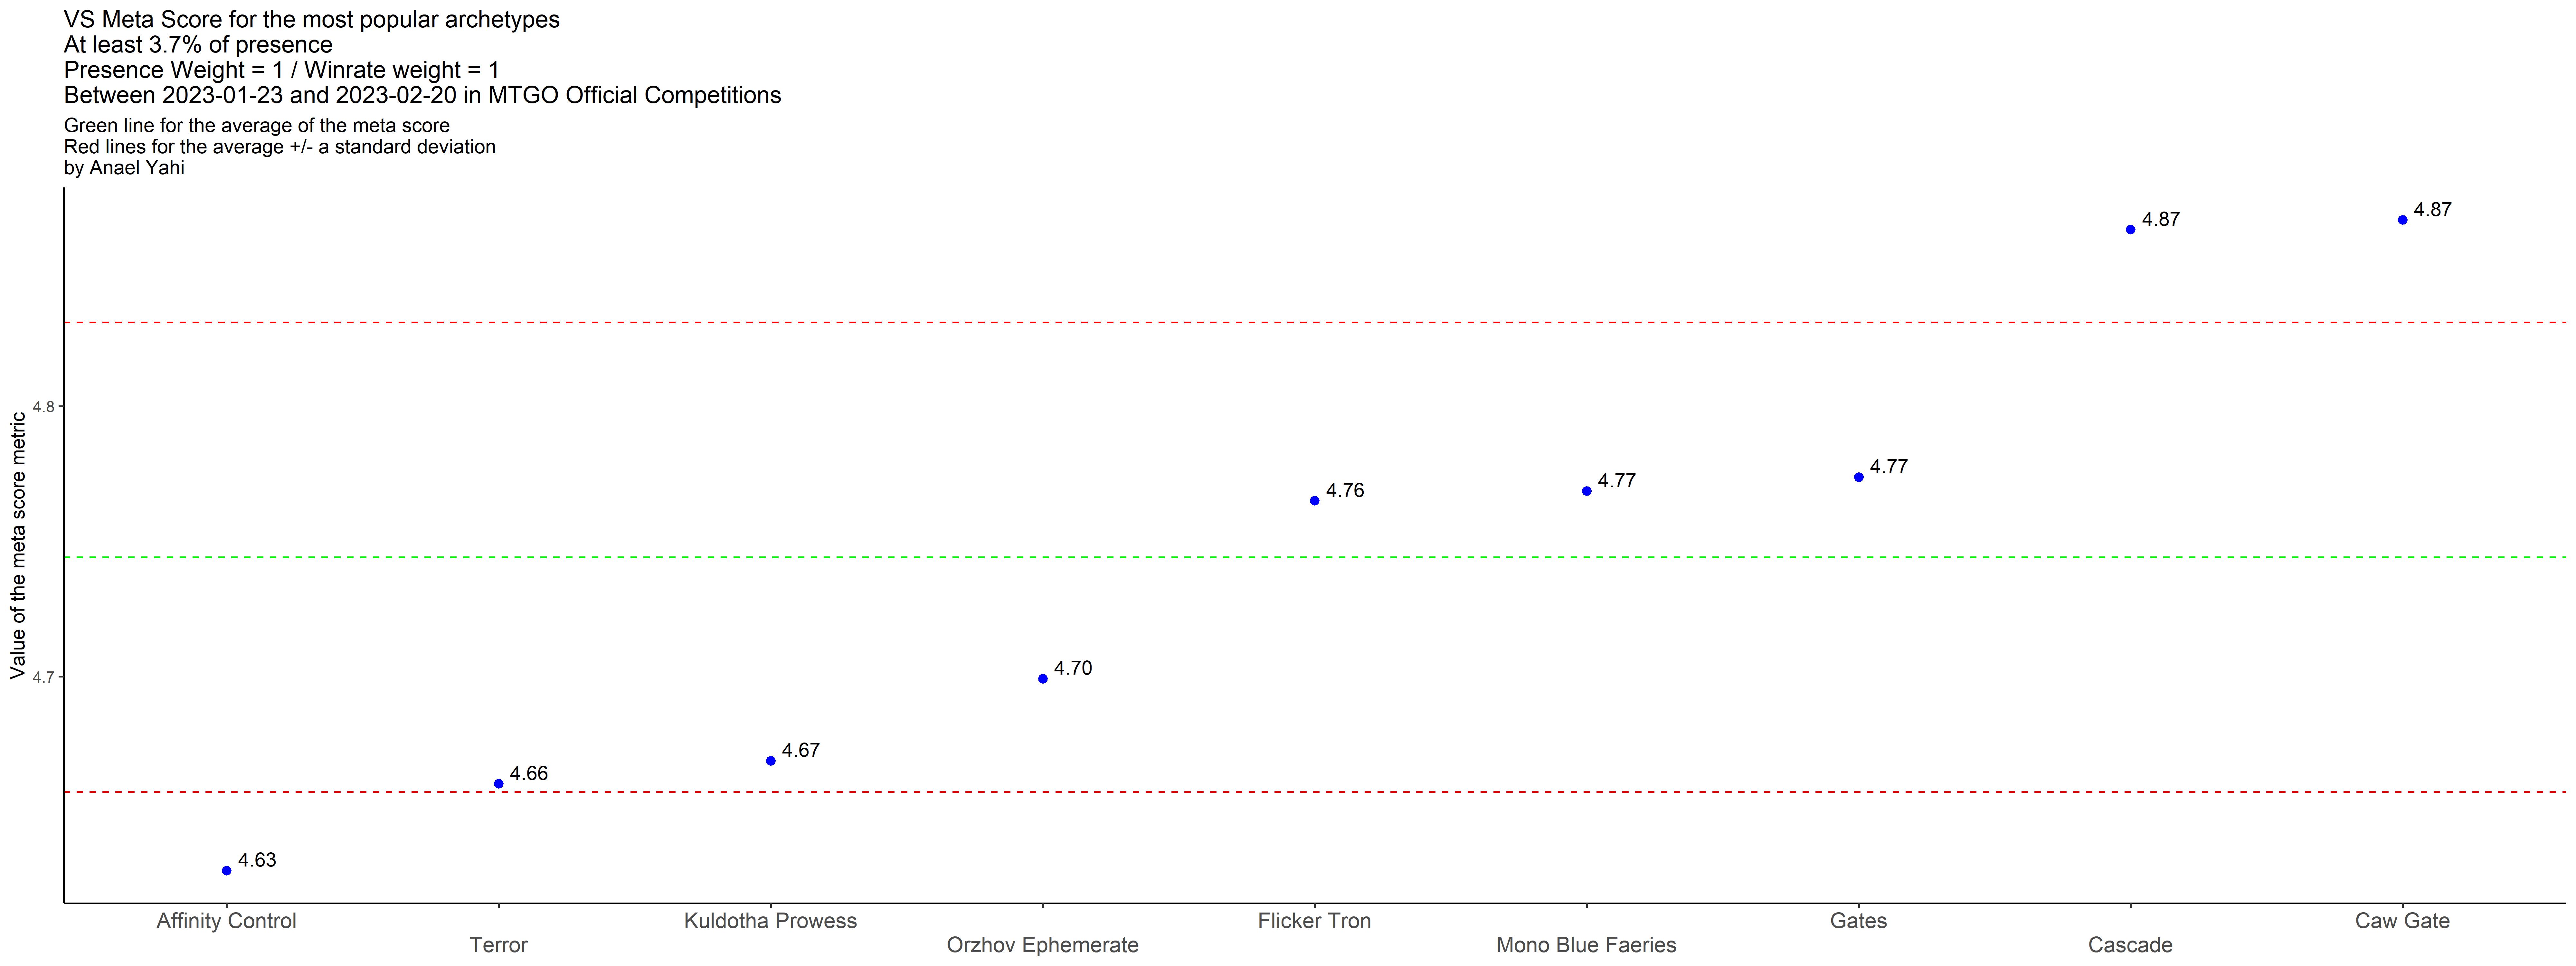 VS Meta Score for the most popular archetypes
At least 3.7% of presence
Presence Weight = 1 / Winrate weight = 1
Between 2023-01-23 and 2023-02-20 in MTGO Official Competitions
Green line for the average of the meta score
Red lines for the average +/- a standard deviation
by Anael Yahi
Value of the meta score metric
4.8
4.7
4.63
4.66
4.67
4.70
4.76
4.77
4.77
4.87
4.87
Affinity Control
Terror
Kuldotha Prowess
Orzhov Ephemerate
Flicker Tron
Mono Blue Faeries
Gates
Cascade
Caw Gate